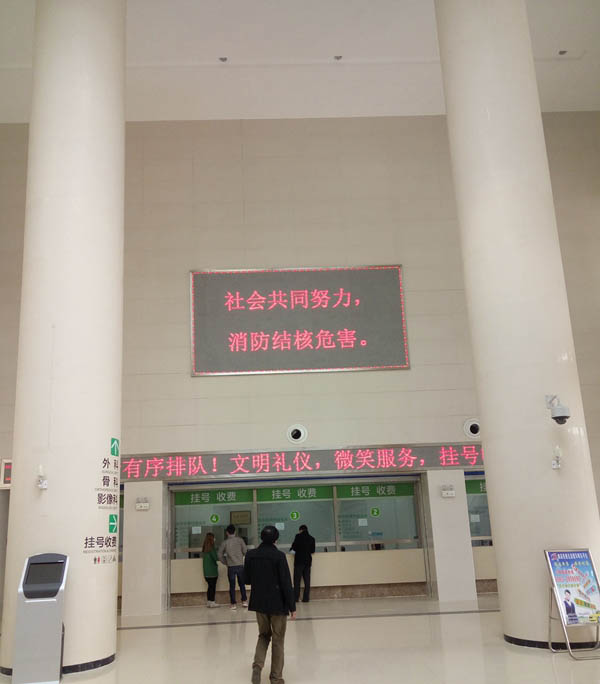 社会共同努力，
消防结核危害。
有序排队！文明礼仪，微笑服务，挂号
外科
骨科
影像科
挂号收费
挂号 收费
挂号 收费
挂号 收费
4
3
2